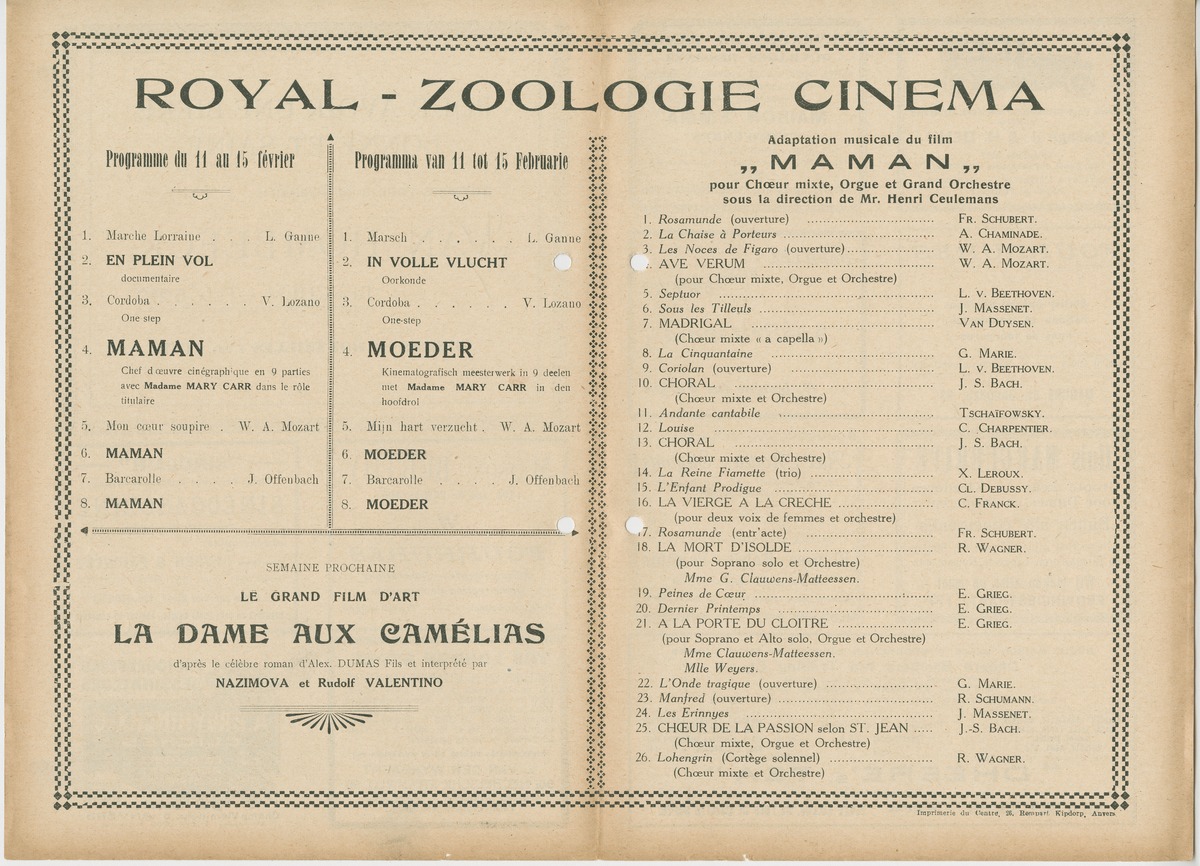 ROYAL - ZOOLOGIE CINEMA
Programme du 11 au 15 février
1. Marche Lorraine . . . L. Ganne
2. EN PLEIN VOL
documentaire
3. Cordoba . . . . . . V. Lozano
One step
4. MAMAN
Chef d'œuvre cinégraphique en 9 parties
avec Madame MARY CARR dans le rôle
titulaire
5. Mon cœur soupire . W. A. Mozart
6. MAMAN
7. Barcarolle . . . . J. Offenbach
8. MAMAN
Programma van 11 tot 15 Februarie
1. Marsch . . . . . . L. Ganne
2. IN VOLLE VLUCHT
Oorkonde
3. Cordoba . . . . . . V. Lozano
One-step
4. MOEDER
Kinematografisch meesterwerk in 9 deelen
met Madame MARY CARR in den
hoofdrol
5. Mijn hart verzucht . W. A. Mozart
6. MOEDER
7. Barcarolle . . . . J. Offenbach
8. MOEDER
SEMAINE PROCHAINE
LE GRAND FILM D'ART
LA DAME AUX CAMÉLIAS
d'après le célèbre roman d'Alex. DUMAS Fils et interprété par
NAZIMOVA et Rudolf VALENTINO
Adaptation musicale du film
„MAMAN„
pour Chœur mixte, Orgue et Grand Orchestre
sous la direction de Mr. Henri Ceulemans
1. Rosamunde (ouverture) ........ FR. SCHUBERT.
2. La Chaise à Porteurs ........ A. CHAMINADE.
3. Les Noces de Figaro (ouverture) ........ W. A. MOZART.
AVE VERUM ........ W. A. MOZART.
(pour Chœur mixte, Orgue et Orchestre)
5. Septuor ........ L. v. BEETHOVEN.
6. Sous les Tilleuls ........ J. MASSENET.
7. MADRIGAL ........ VAN DUYSEN.
(Chœur mixte « a capella »)
8. La Cinquantaine ........ G. MARIE.
9. Coriolan (ouverture) ........ L. v. BEETHOVEN.
10. CHORAL ........ J. S. BACH.
(Chœur mixte et Orchestre)
11. Andante cantabile ........ TSCHAÏFOWSKY.
12. Louise ........ C. CHARPENTIER.
13. CHORAL ........ J. S. BACH.
(Chœur mixte et Orchestre)
14. La Reine Fiamette (trio) ........ X. LEROUX.
15. L'Enfant Prodigue ........ CL. DEBUSSY.
16. LA VIERGE A LA CRECHE ........ C. FRANCK.
(pour deux voix de femmes et orchestre)
17. Rosamunde (entr'acte) ........ FR. SCHUBERT.
18. LA MORT D'ISOLDE ........ R. WAGNER.
(pour Soprano solo et Orchestre)
Mme G. Clauwens-Matteessen.
19. Peines de Cœur ........ E. GRIEG.
20. Dernier Printemps ........ E. GRIEG.
21. A LA PORTE DU CLOITRE ........ E. GRIEG.
(pour Soprano et Alto solo, Orgue et Orchestre)
Mme Clauwens-Matteessen.
Mlle Weyers.
22. L'Onde tragique (ouverture) ........ G. MARIE.
23. Manfred (ouverture) ........ R. SCHUMANN.
24. Les Erinnyes ........ J. MASSENET.
25. CHŒUR DE LA PASSION selon ST. JEAN ..... J.-S. BACH.
(Chœur mixte, Orgue et Orchestre)
26. Lohengrin (Cortège solennel) ........ R. WAGNER.
(Chœur mixte et Orchestre)
Imprimerie du Centre, 26, Rempart Kipdorp, Anvers